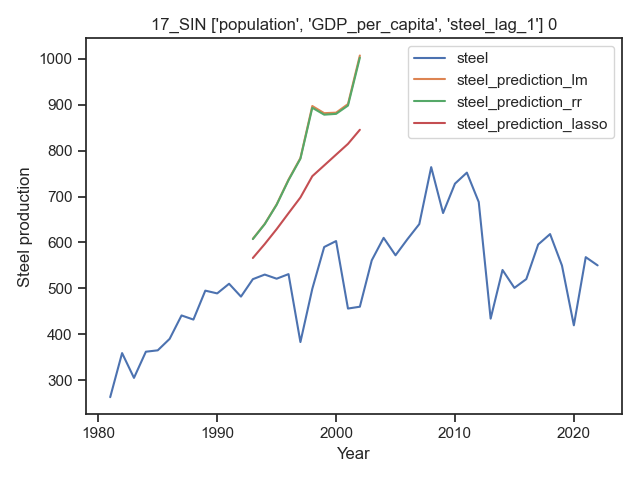 17_SIN ['population', 'GDP_per_capita', 'steel_lag_1'] 0
steel
steel_prediction_lm
steel_prediction_rr
steel_prediction_lasso
Steel production
1000
900
800
700
600
500
400
300
1980
1990
2000
2010
2020
Year